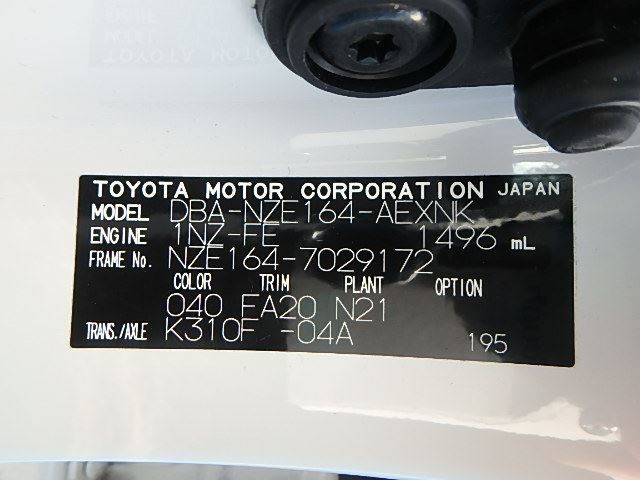 TOYOTA MOTOR CORPORATION JAPAN
MODEL DBA-NZE164-AEXNK
ENGINE 1NZ-FE 1496 mL
FRAME No. NZE164-7029172
COLOR TRIM PLANT OPTION
040 FA20 N21
TRANS./AXLE K310F -04A 195